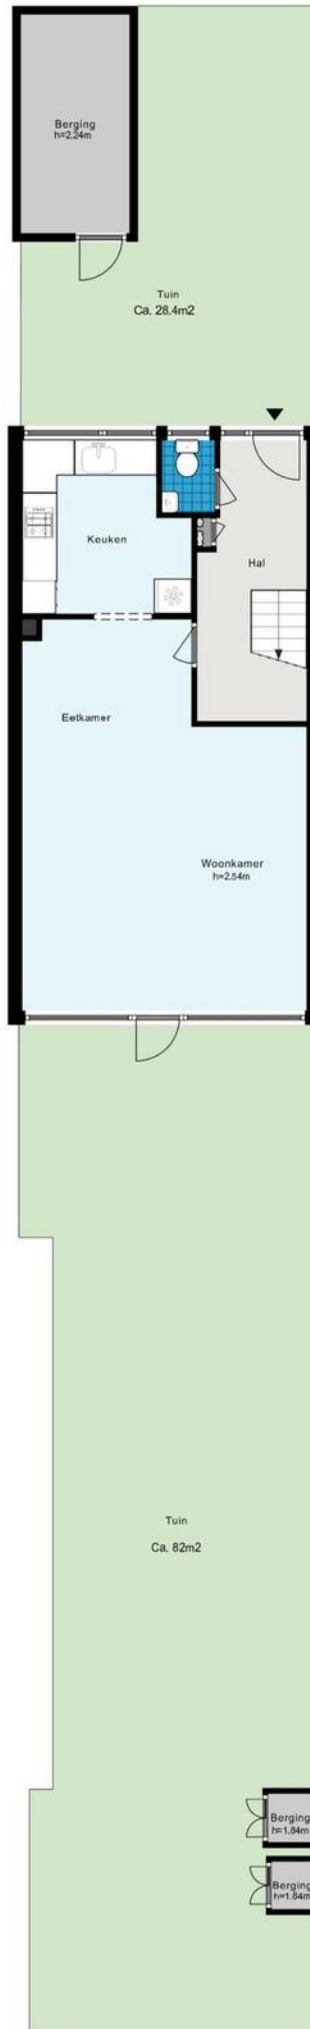 Berging
h=2.24m
Tuin
Ca. 28.4m2
Keuken
Hal
Eetkamer
Woonkamer
h=2.54m
Tuin
Ca. 82m2
Berging
h=1.84m
Berging
h=1.84m